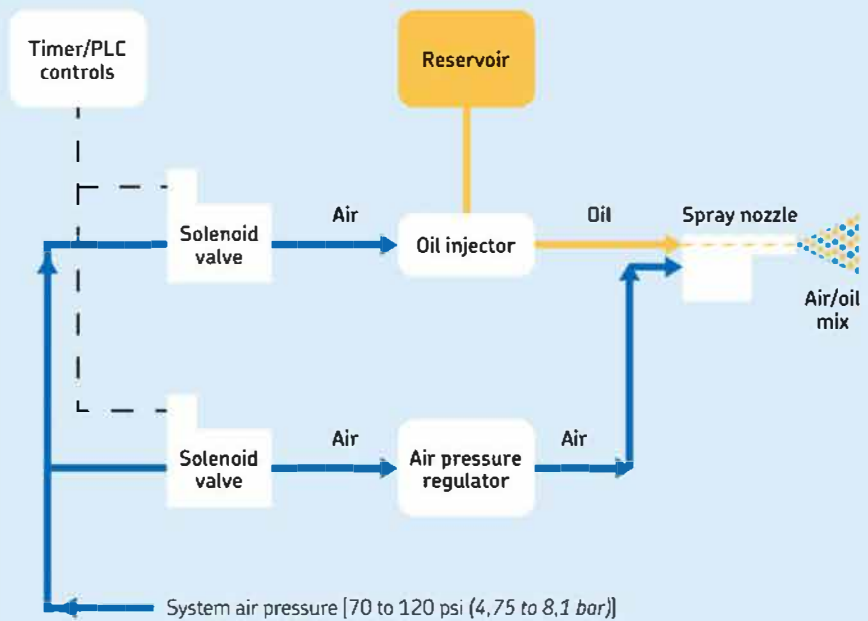 Timer/PLC
controls
Reservoir
Solenoid
valve
Air
Oil injector
Oil
Spray nozzle
Air/oil
mix
Solenoid
valve
Air
Air pressure
regulator
Air
System air pressure [70 to 120 psi (4,75 to 8,1 bar)]